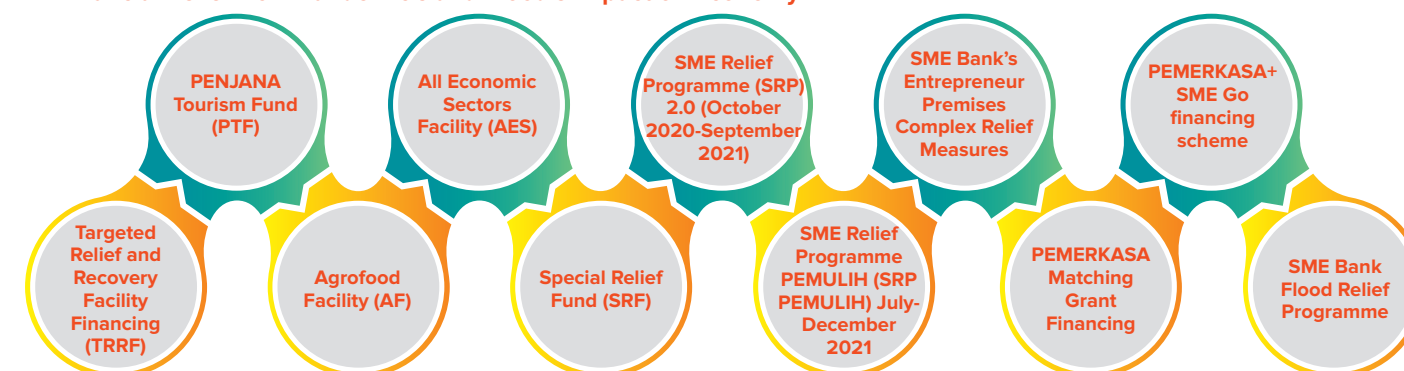 PENJANA
Tourism Fund
(PTF)
All Economic
Sectors
Facility (AES)
SME Relief
Programme (SRP)
2.0 (October
2020-September
2021)
SME Bank's
Entrepreneur
Premises
Complex Relief
Measures
PEMERKASA+
SME Go
financing
scheme
Targeted
Relief and
Recovery
Facility
Financing
(TRRF)
Agrofood
Facility (AF)
Special Relief
Fund (SRF)
SME Relief
Programme
PEMULIH (SRP
PEMULIH) July-
December
2021
PEMERKASA
Matching
Grant
Financing
SME Bank
Flood Relief
Programme